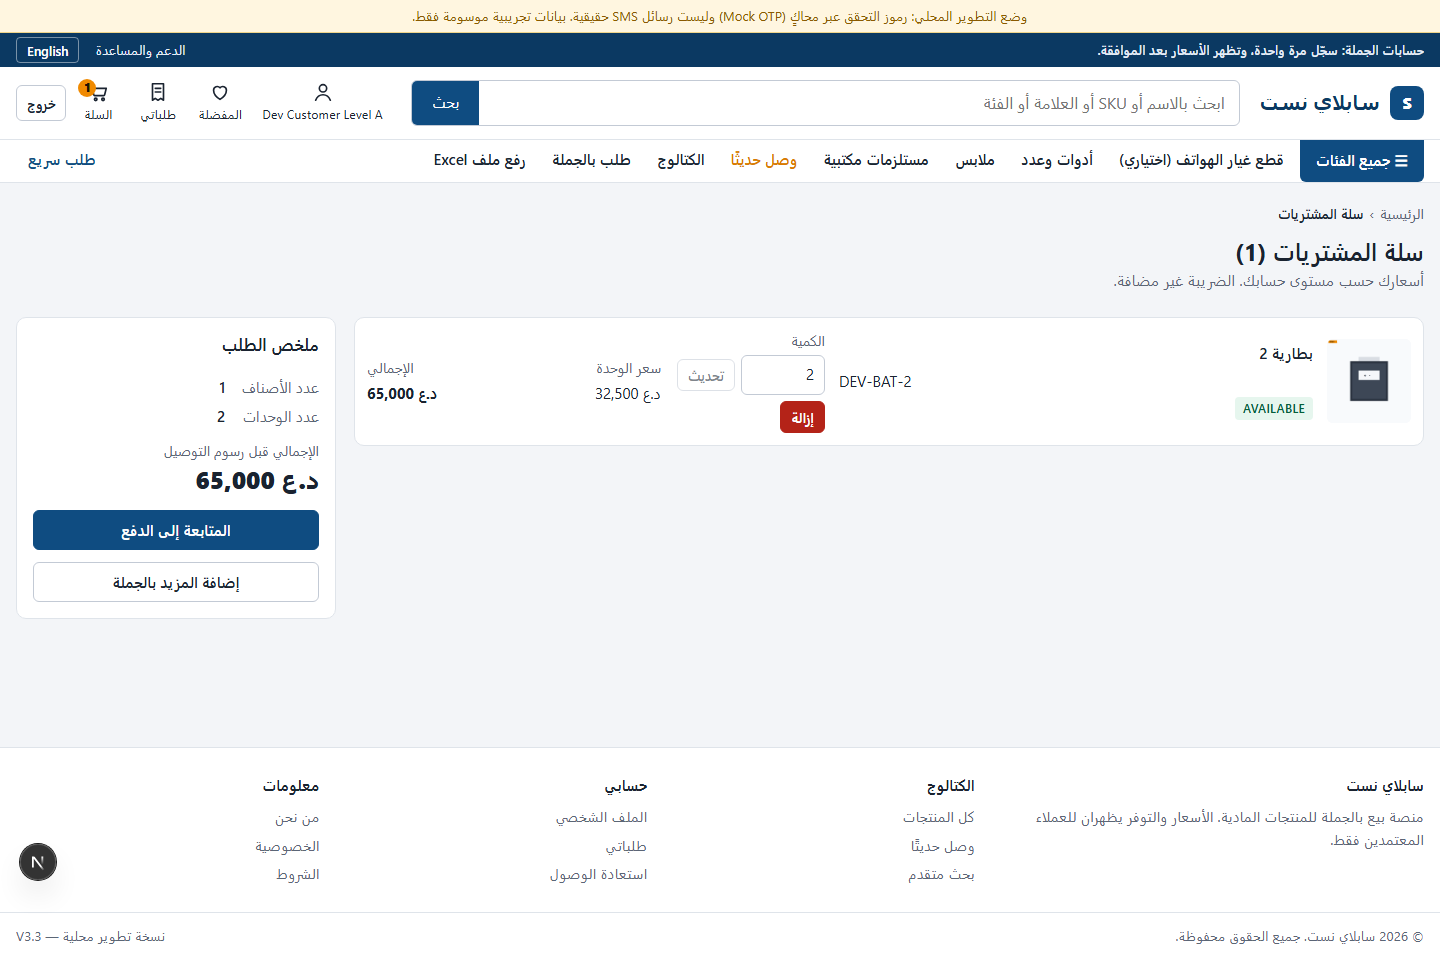 وضع التطوير المحلي: رموز التحقق عبر محاكٍ (Mock OTP) وليست رسائل SMS حقيقية. بيانات تجريبية موسومة فقط.
حسابات الجملة: سجّل مرة واحدة، وتظهر الأسعار بعد الموافقة.
الدعم والمساعدة
English
S سابلاي نست
ابحث بالاسم أو SKU أو العلامة أو الفئة
بحث
Dev Customer Level A
المفضلة
طلباتي
1
السلة
خروج
☰ جميع الفئات
قطع غيار الهواتف (اختياري)
أدوات وعدد
ملابس
مستلزمات مكتبية
وصل حديثًا
الكتالوج
طلب بالجملة
رفع ملف Excel
طلب سريع
الرئيسية › سلة المشتريات
سلة المشتريات (1)
أسعارك حسب مستوى حسابك. الضريبة غير مضافة.
بطارية 2
AVAILABLE
DEV-BAT-2
الكمية
2
تحديث
إزالة
سعر الوحدة
32,500 د.ع
الإجمالي
65,000 د.ع
ملخص الطلب
عدد الأصناف 1
عدد الوحدات 2
الإجمالي قبل رسوم التوصيل
65,000 د.ع
المتابعة إلى الدفع
إضافة المزيد بالجملة
سابلاي نست
منصة بيع بالجملة للمنتجات المادية. الأسعار والتوفر يظهران للعملاء
المعتمدين فقط.
الكتالوج
كل المنتجات
وصل حديثًا
بحث متقدم
حسابي
الملف الشخصي
طلباتي
استعادة الوصول
معلومات
من نحن
الخصوصية
الشروط
N
© 2026 سابلاي نست. جميع الحقوق محفوظة.
نسخة تطوير محلية — V3.3